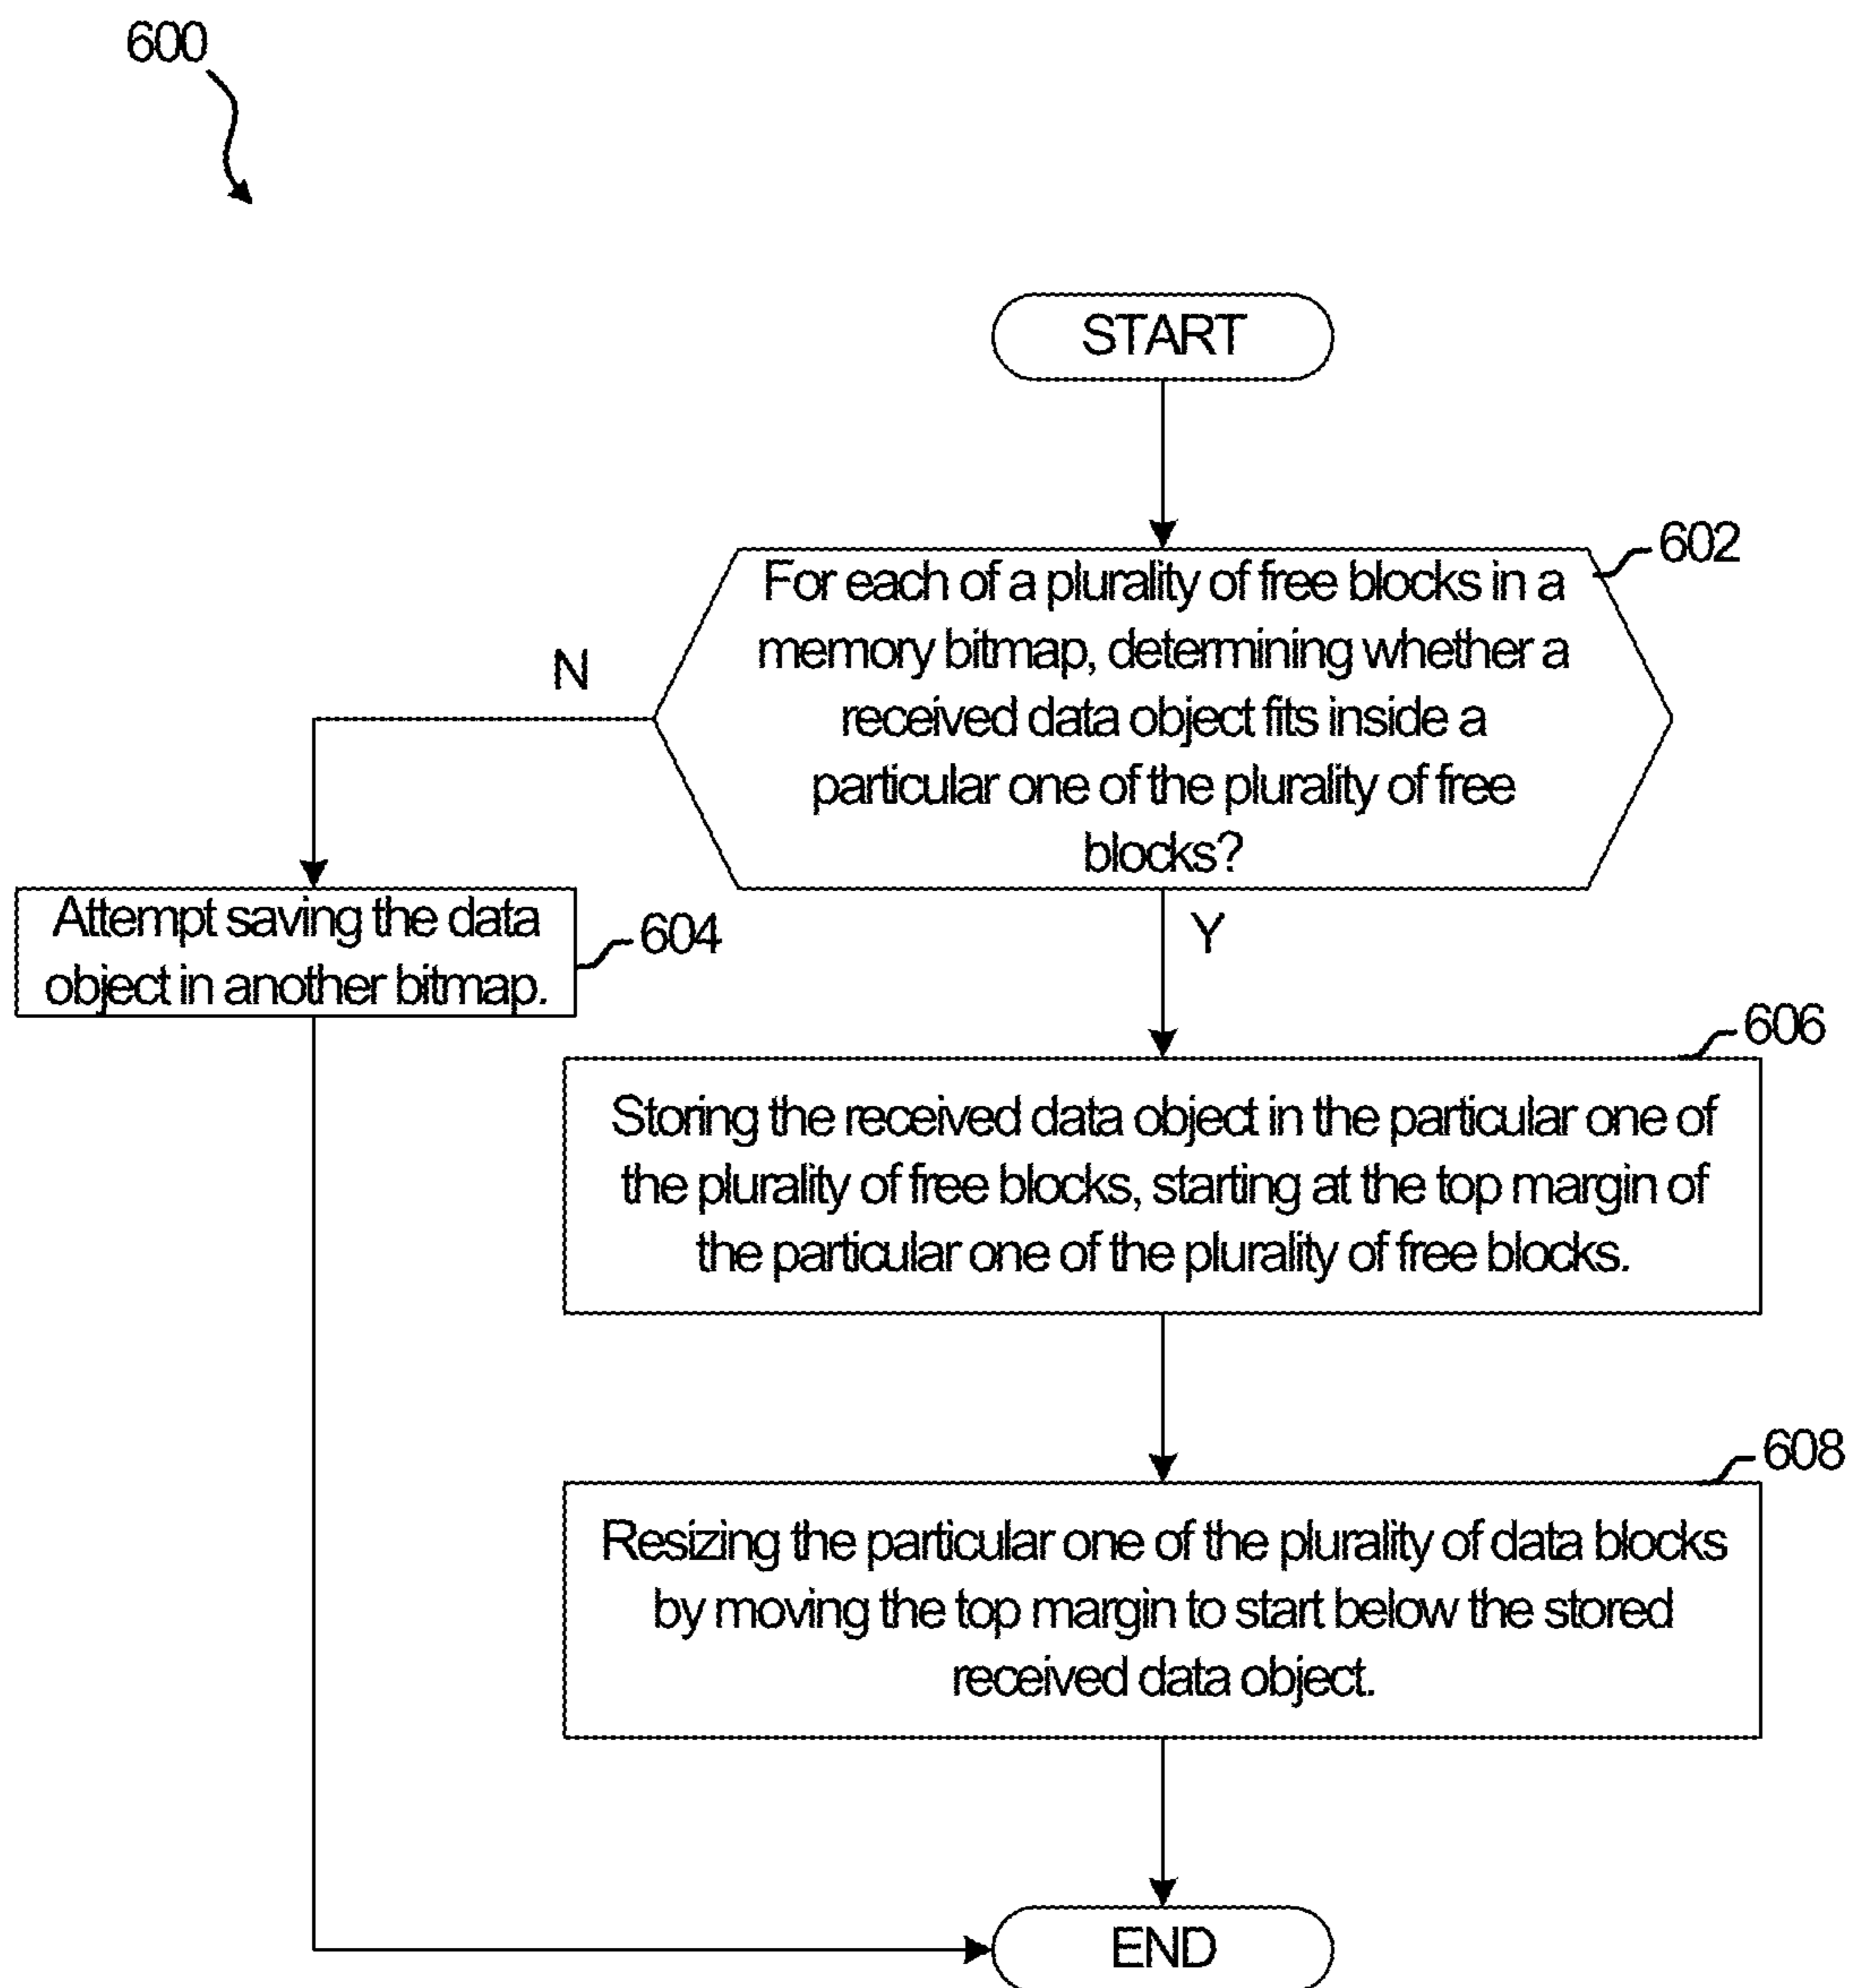 600
START
602
For each of a plurality of free blocks in a
memory bitmap, determining whether a
received data object fits inside a
particular one of the plurality of free
blocks?
N
Y
Attempt saving the data
object in another bitmap.
604
606
Storing the received data object in the particular one of
the plurality of free blocks, starting at the top margin of
the particular one of the plurality of free blocks.
608
Resizing the particular one of the plurality of data blocks
by moving the top margin to start below the stored
received data object.
END